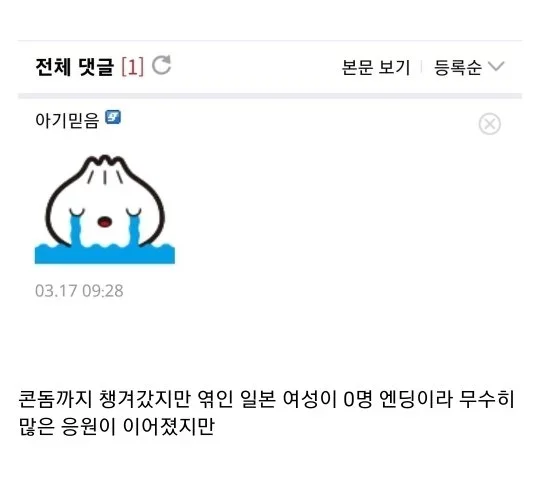 전체 댓글 [1] 본문 보기 등록순
아기믿음
03.17 09:28
콘돔까지 챙겨갔지만 엮인 일본 여성이 0명 엔딩이라 무수히
많은 응원이 이어졌지만